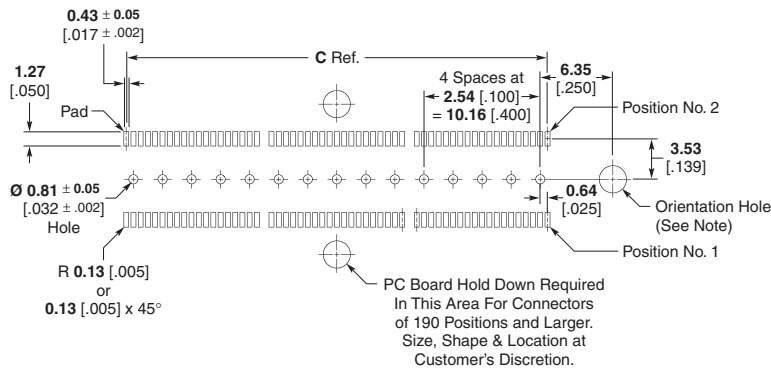 0.43 ± 0.05
[.017 ± .002]
C Ref.
1.27
[.050]
4 Spaces at
2.54 [.100]
= 10.16 [.400]
6.35
[.250]
Pad
Position No. 2
3.53
[.139]
Ø 0.81 ± 0.05
[.032 ± .002]
Hole
0.64
[.025]
Orientation Hole
(See Note)
Position No. 1
R 0.13 [.005]
or
0.13 [.005] x 45°
PC Board Hold Down Required
In This Area For Connectors
of 190 Positions and Larger.
Size, Shape & Location at
Customer's Discretion.